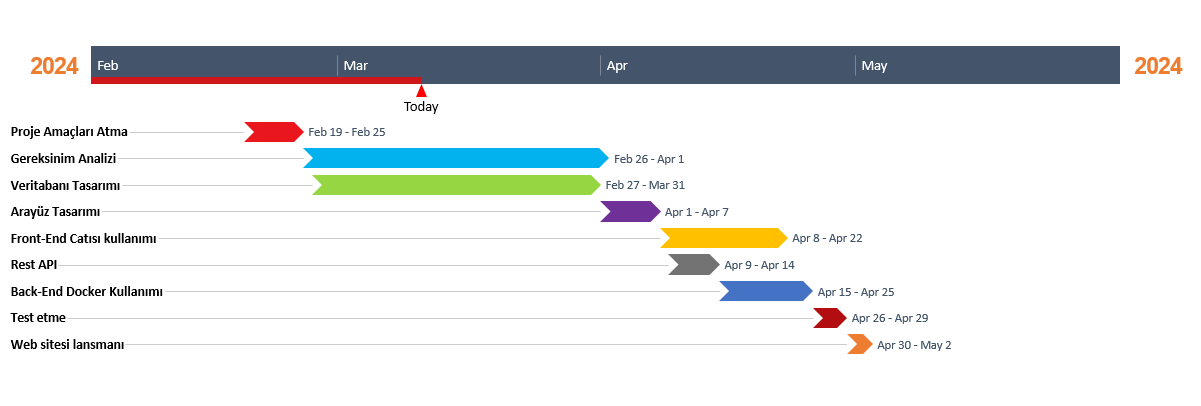 2024 Feb Mar Apr May 2024
Today
Proje Amaçları Atma Feb 19 - Feb 25
Gereksinim Analizi Feb 26 - Apr 1
Veritabanı Tasarımı Feb 27 - Mar 31
Arayüz Tasarımı Apr 1 - Apr 7
Front-End Catısı kullanımı Apr 8 - Apr 22
Rest API Apr 9 - Apr 14
Back-End Docker Kullanımı Apr 15 - Apr 25
Test etme Apr 26 - Apr 29
Web sitesi lansmanı Apr 30 - May 2